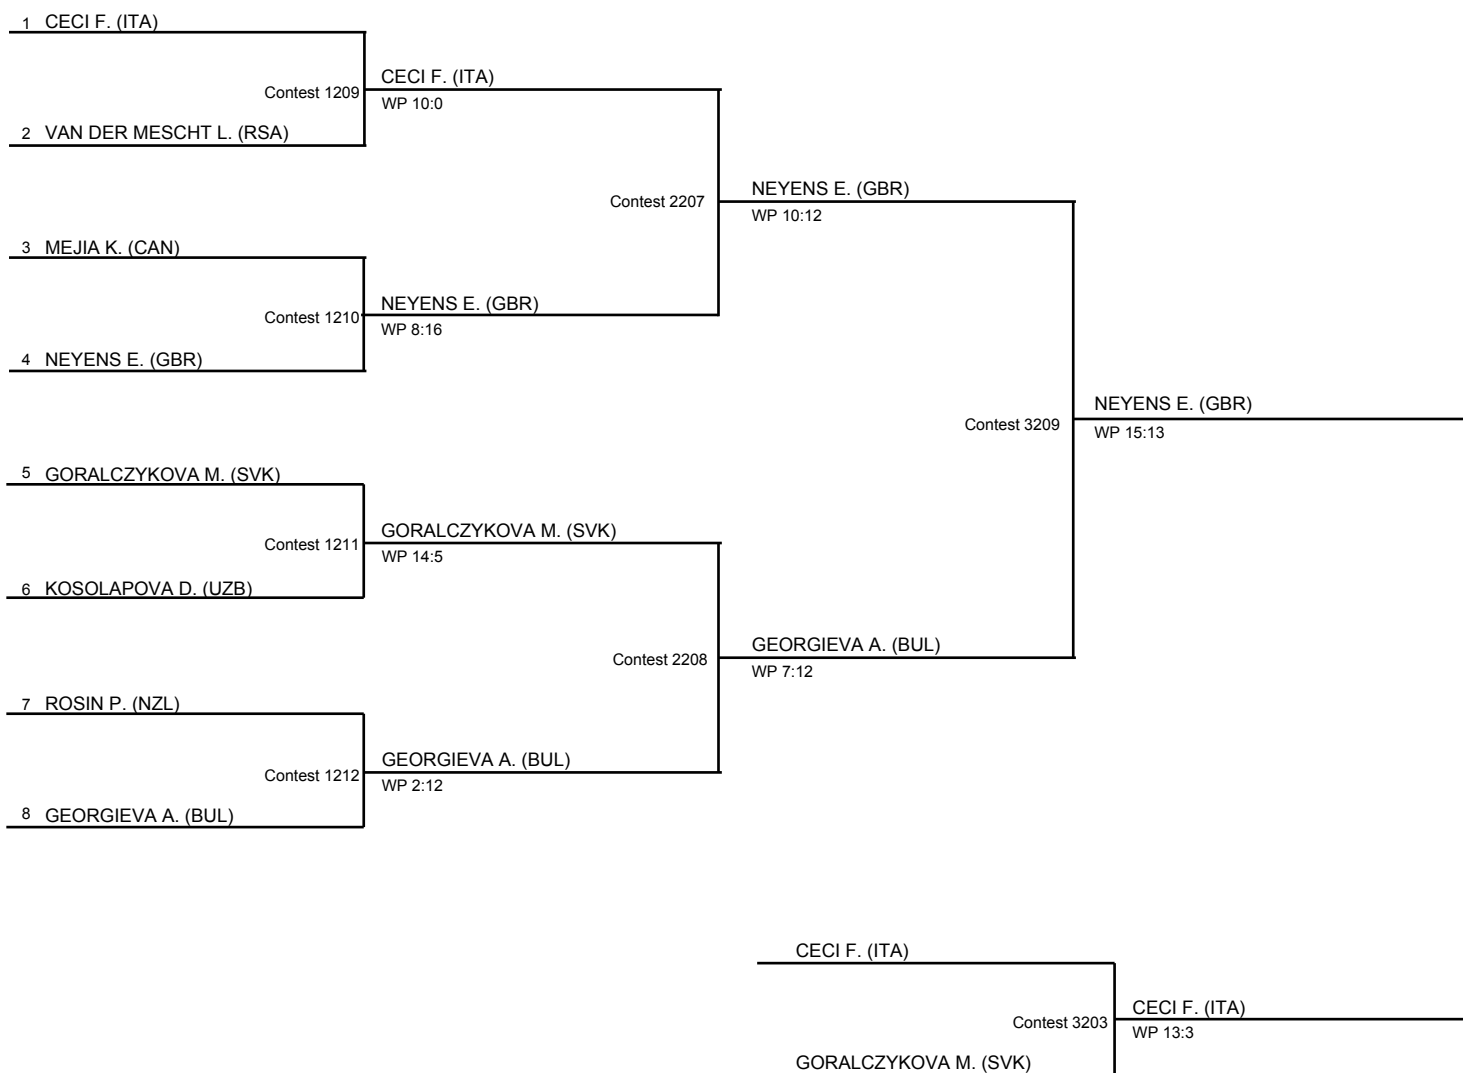 1 CECI F. (ITA)
Contest 1209
CECI F. (ITA)
WP 10:0
2 VAN DER MESCHT L. (RSA)
Contest 2207
NEYENS E. (GBR)
WP 10:12
3 MEJIA K. (CAN)
Contest 1210
NEYENS E. (GBR)
WP 8:16
4 NEYENS E. (GBR)
Contest 3209
NEYENS E. (GBR)
WP 15:13
5 GORALCZYKOVA M. (SVK)
Contest 1211
GORALCZYKOVA M. (SVK)
WP 14:5
6 KOSOLAPOVA D. (UZB)
Contest 2208
GEORGIEVA A. (BUL)
WP 7:12
7 ROSIN P. (NZL)
Contest 1212
GEORGIEVA A. (BUL)
WP 2:12
8 GEORGIEVA A. (BUL)
CECI F. (ITA)
Contest 3203
CECI F. (ITA)
WP 13:3
GORALCZYKOVA M. (SVK)